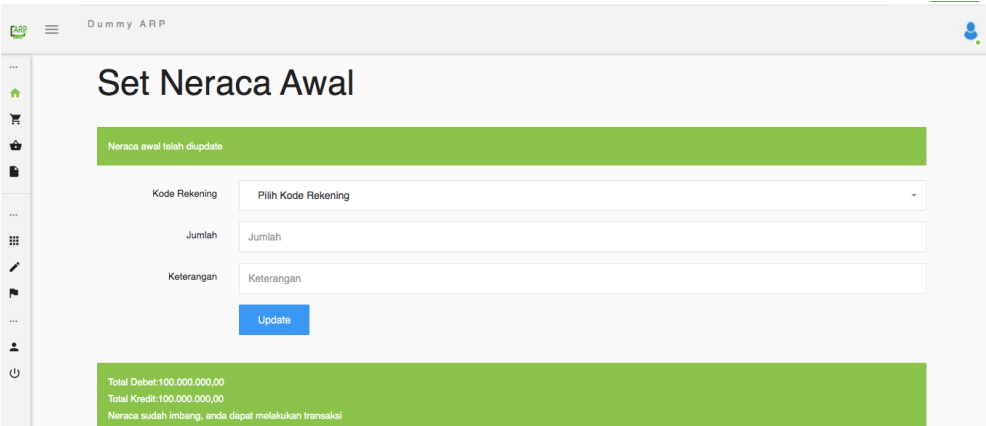 ARP
Dummy ARP
Set Neraca Awal
Neraca awal telah diupdate
Kode Rekening
Pilih Kode Rekening
Jumlah
Jumlah
Keterangan
Keterangan
Update
Total Debet:100.000.000,00
Total Kredit:100.000.000,00
Neraca sudah imbang, anda dapat melakukan transaksi